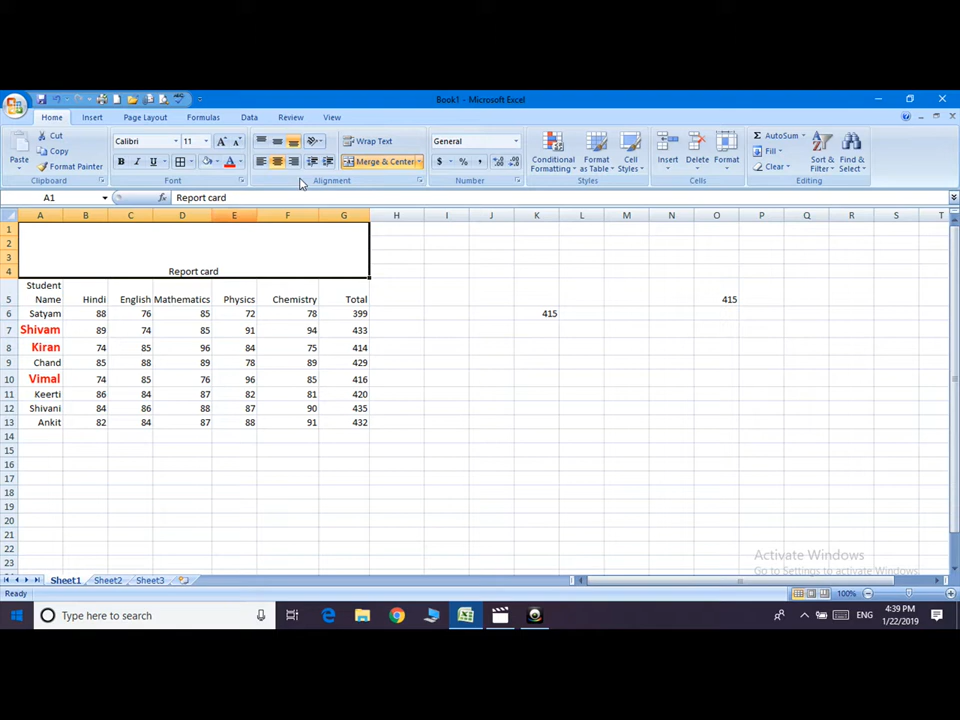 Book1 - Microsoft Excel
Home Insert Page Layout Formulas Data Review View
Cut Calibri 11 Wrap Text General AutoSum
Copy Fill
Paste Format Painter B I U Merge & Center $ % , Conditional Formatting Format as Table Cell Styles Insert Delete Format Clear Sort & Filter Find & Select
Clipboard Font Alignment Number Styles Cells Editing
A1 fx Report card
A B C D E F G H I J K L M N O P Q R S T
1
2
3
4 Report card
5 Student Name Hindi English Mathematics Physics Chemistry Total 415
6 Satyam 88 76 85 72 78 399 415
7 Shivam 89 74 85 91 94 433
8 Kiran 74 85 96 84 75 414
9 Chand 85 88 89 78 89 429
10 Vimal 74 85 76 96 85 416
11 Keerti 86 84 87 82 81 420
12 Shivani 84 86 88 87 90 435
13 Ankit 82 84 87 88 91 432
14
15
16
17
18
19
20
21
22
23
Activate Windows
Go to Settings to activate Windows.
Sheet1 Sheet2 Sheet3
Ready 100%
Type here to search ENG 4:39 PM
1/22/2019